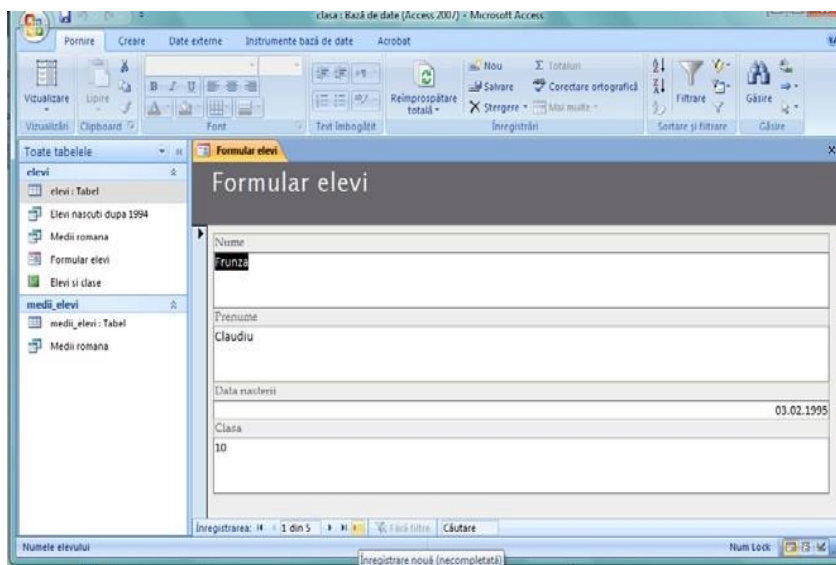 clasa : Bază de date (Access 2007) - Microsoft Access
Pornire Creare Date externe Instrumente bază de date Acrobat
Vizualizare
Lipire
B I U
Reîmprospătare totală
Nou
Salvare
Ștergere
Σ Totaluri
Corectare ortografică
Mai multe
Filtrare
Găsire
Vizualizări Clipboard Font Text îmbogățit Înregistrări Sortare și filtrare Găsire
Toate tabelele
elevi
elevi : Tabel
Elevi nascuti dupa 1994
Medii romana
Formular elevi
Elevi si clase
medii_elevi
medii_elevi : Tabel
Medii romana
Formular elevi
Formular elevi
Nume
Frunza
Prenume
Claudiu
Data nasterii
03.02.1995
Clasa
10
Înregistrarea: 1 din 5 Fără filtre Căutare
Numele elevului Num Lock
Înregistrare nouă (necompletată)